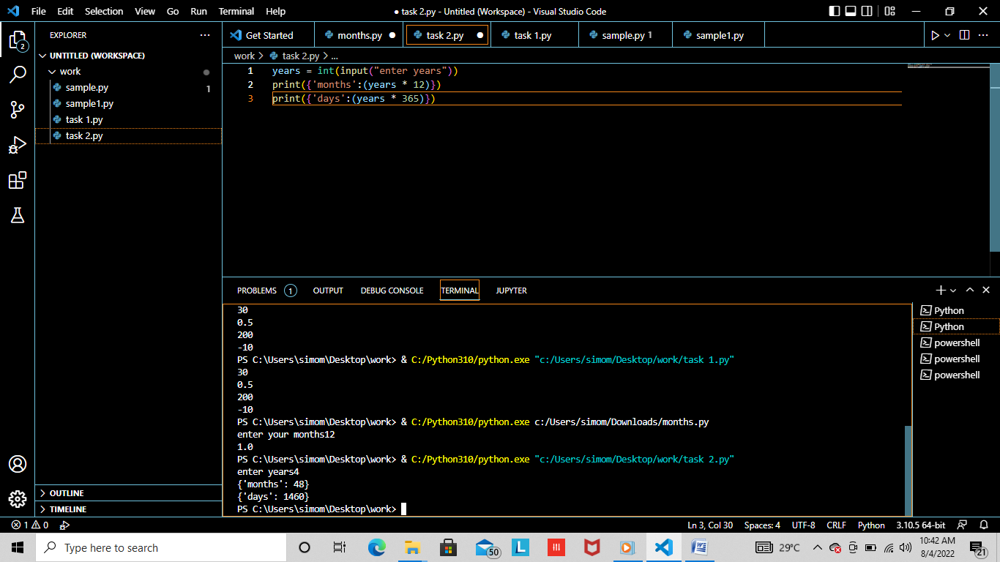 File Edit Selection View Go Run Terminal Help
● task 2.py - Untitled (Workspace) - Visual Studio Code
EXPLORER
2
UNTITLED (WORKSPACE)
work
sample.py 1
sample1.py
task 1.py
task 2.py
OUTLINE
TIMELINE
Get Started months.py task 2.py task 1.py sample.py 1 sample1.py
work > task 2.py > ...
1 years = int(input("enter years"))
2 print({'months':(years * 12)})
3 print({'days':(years * 365)})
PROBLEMS 1 OUTPUT DEBUG CONSOLE TERMINAL JUPYTER
30
0.5
200
-10
PS C:\Users\simom\Desktop\work> & C:/Python310/python.exe "c:/Users/simom/Desktop/work/task 1.py"
30
0.5
200
-10
PS C:\Users\simom\Desktop\work> & C:/Python310/python.exe c:/Users/simom/Downloads/months.py
enter your months12
1.0
PS C:\Users\simom\Desktop\work> & C:/Python310/python.exe "c:/Users/simom/Desktop/work/task 2.py"
enter years4
{'months': 48}
{'days': 1460}
PS C:\Users\simom\Desktop\work>
Python
Python
powershell
powershell
powershell
1 0 Ln 3, Col 30 Spaces: 4 UTF-8 CRLF Python 3.10.5 64-bit
Type here to search
50
L
W
29°C
10:42 AM
8/4/2022
21